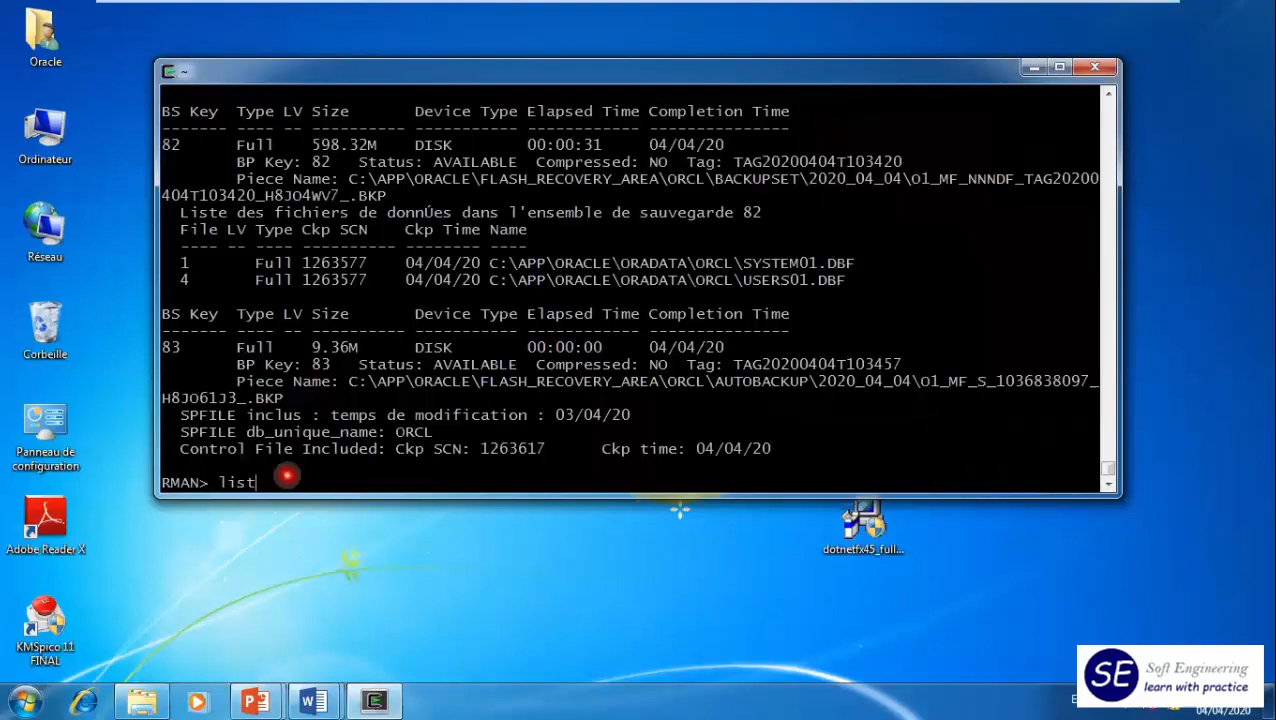 Oracle
Ordinateur
Réseau
Corbeille
Panneau de
configuration
Adobe Reader X
KMSpico 11
FINAL
~
BS Key  Type LV Size       Device Type Elapsed Time Completion Time
------- ---- -- ---------- ----------- ------------ ---------------
82      Full    598.32M    DISK        00:00:31     04/04/20
BP Key: 82   Status: AVAILABLE  Compressed: NO  Tag: TAG20200404T103420
Piece Name: C:\APP\ORACLE\FLASH_RECOVERY_AREA\ORCL\BACKUPSET\2020_04_04\O1_MF_NNNDF_TAG20200
404T103420_H8JO4WV7_.BKP
Liste des fichiers de donnÚes dans l'ensemble de sauvegarde 82
File LV Type Ckp SCN    Ckp Time Name
---- -- ---- ---------- -------- ----
1       Full 1263577    04/04/20 C:\APP\ORACLE\ORADATA\ORCL\SYSTEM01.DBF
4       Full 1263577    04/04/20 C:\APP\ORACLE\ORADATA\ORCL\USERS01.DBF
BS Key  Type LV Size       Device Type Elapsed Time Completion Time
------- ---- -- ---------- ----------- ------------ ---------------
83      Full    9.36M      DISK        00:00:00     04/04/20
BP Key: 83   Status: AVAILABLE  Compressed: NO  Tag: TAG20200404T103457
Piece Name: C:\APP\ORACLE\FLASH_RECOVERY_AREA\ORCL\AUTOBACKUP\2020_04_04\O1_MF_S_1036838097_
H8JO61J3_.BKP
SPFILE inclus : temps de modification : 03/04/20
SPFILE db_unique_name: ORCL
Control File Included: Ckp SCN: 1263617      Ckp time: 04/04/20
RMAN> list
dotnetfx45_full...
SE
Soft Engineering
learn with practice
04/04/2020